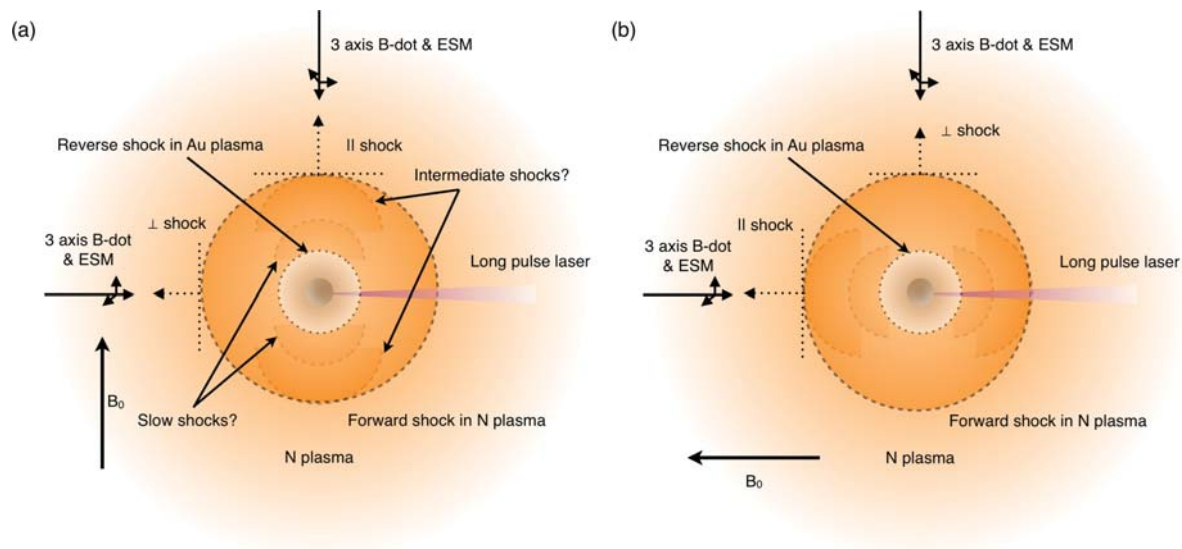 (a)
3 axis B-dot & ESM
Reverse shock in Au plasma
II shock
Intermediate shocks?
⊥ shock
3 axis B-dot
& ESM
Long pulse laser
B₀
Slow shocks?
Forward shock in N plasma
N plasma
(b)
3 axis B-dot & ESM
⊥ shock
Reverse shock in Au plasma
II shock
3 axis B-dot
& ESM
Long pulse laser
Forward shock in N plasma
N plasma
B₀